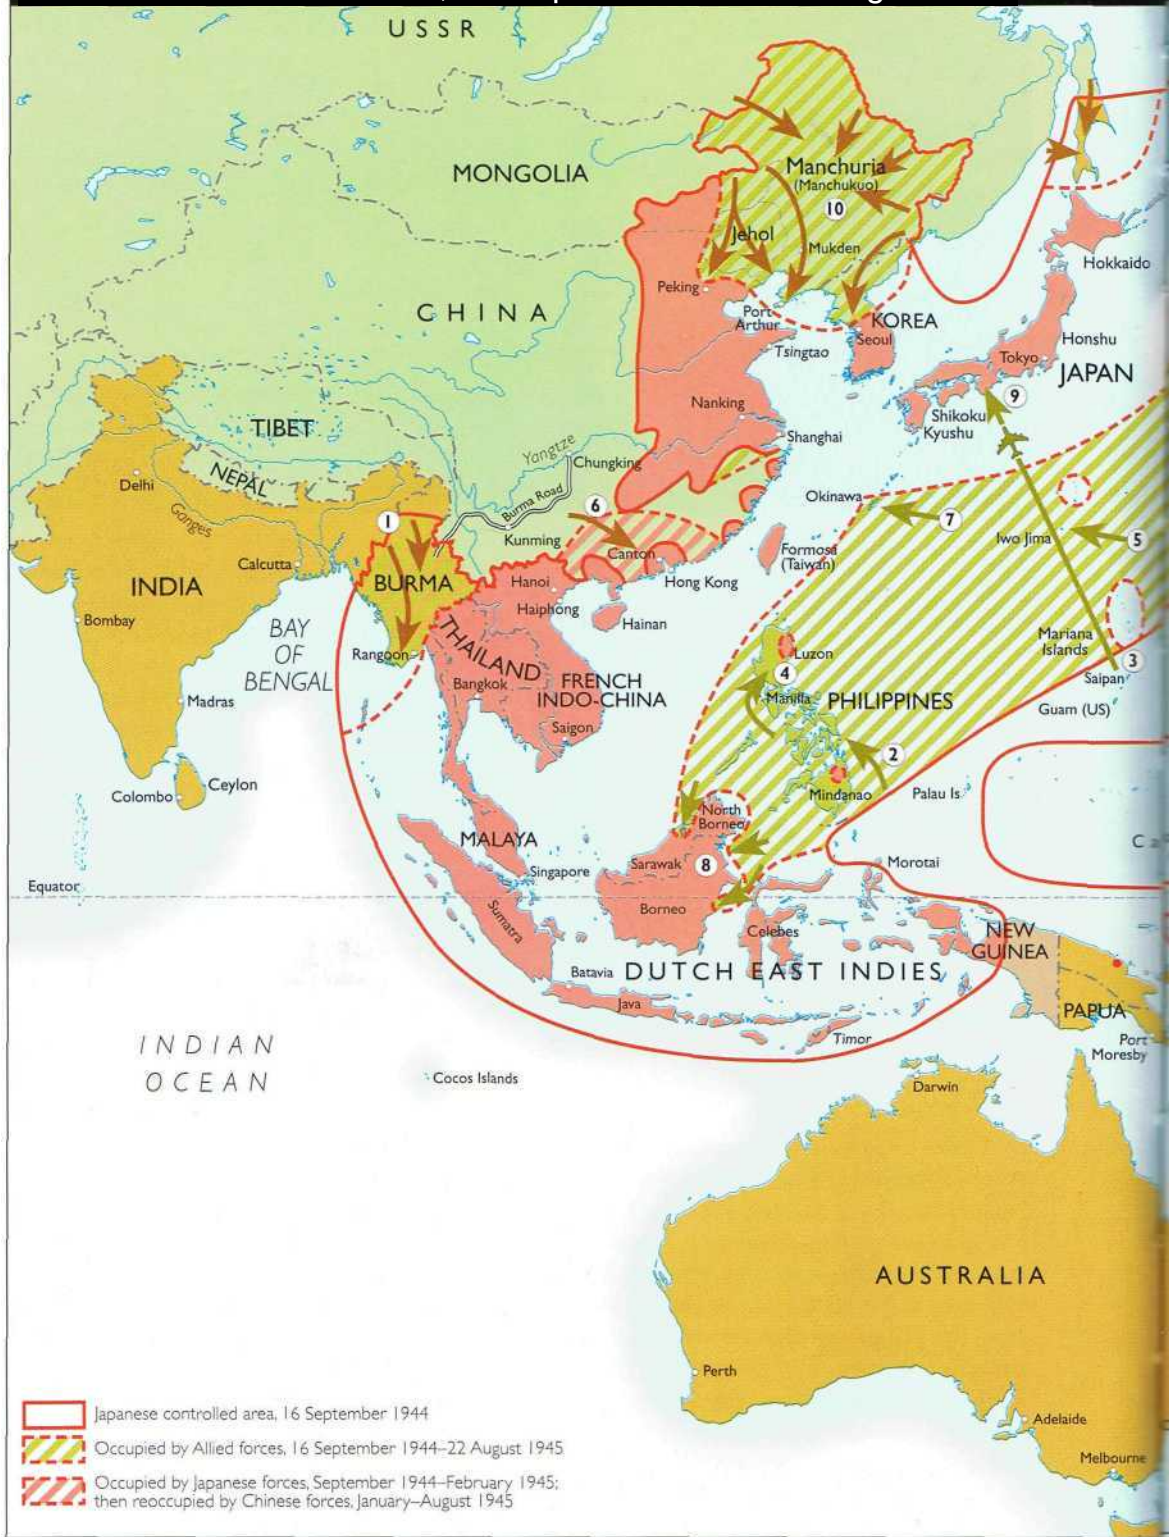 USSR
MONGOLIA
Manchuria
(Manchukuo)
10
Jehol
Mukden
Hokkaido
Peking
CHINA
Port
Arthur
KOREA
Seoul
Tsingtao
Honshu
Tokyo
JAPAN
9
Nanking
Shikoku
Kyushu
TIBET
Shanghai
Yangtze
Chungking
NEPAL
Delhi
Burma Road
Okinawa
Ganges
1
6
7
Kunming
Iwo Jima
5
Canton
Formosa
(Taiwan)
Calcutta
INDIA
BURMA
Hanoi
Hong Kong
Haiphong
Hainan
Bombay
BAY
OF
BENGAL
THAILAND
Rangoon
Luzon
Mariana
Islands
3
4
Saipan
Bangkok
FRENCH
INDO-CHINA
Manilla
PHILIPPINES
Madras
Guam (US)
Saigon
2
Ceylon
Colombo
Mindanao
Palau Is
North
Borneo
MALAYA
Sarawak
8
Morotai
Singapore
Equator
Sumatra
Borneo
Celebes
NEW
GUINEA
Batavia
DUTCH EAST INDIES
Java
PAPUA
Timor
Port
Moresby
INDIAN
OCEAN
Cocos Islands
Darwin
AUSTRALIA
Perth
Adelaide
Melbourne
Japanese controlled area, 16 September 1944
Occupied by Allied forces, 16 September 1944–22 August 1945
Occupied by Japanese forces, September 1944–February 1945;
then reoccupied by Chinese forces, January–August 1945